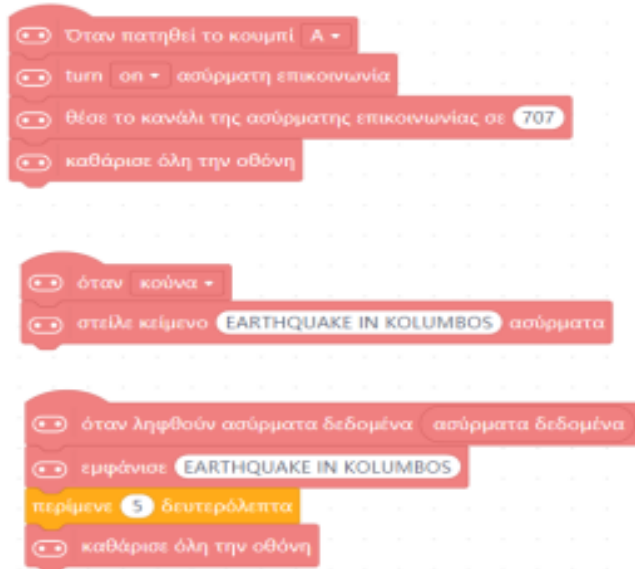 Όταν πατηθεί το κουμπί A
turn on ασύρματη επικοινωνία
θέσε το κανάλι της ασύρματης επικοινωνίας σε 707
καθάρισε όλη την οθόνη
όταν κούνα
στείλε κείμενο EARTHQUAKE IN KOLUMBOS ασύρματα
όταν ληφθούν ασύρματα δεδομένα ασύρματα δεδομένα
εμφάνισε EARTHQUAKE IN KOLUMBOS
περίμενε 5 δευτερόλεπτα
καθάρισε όλη την οθόνη